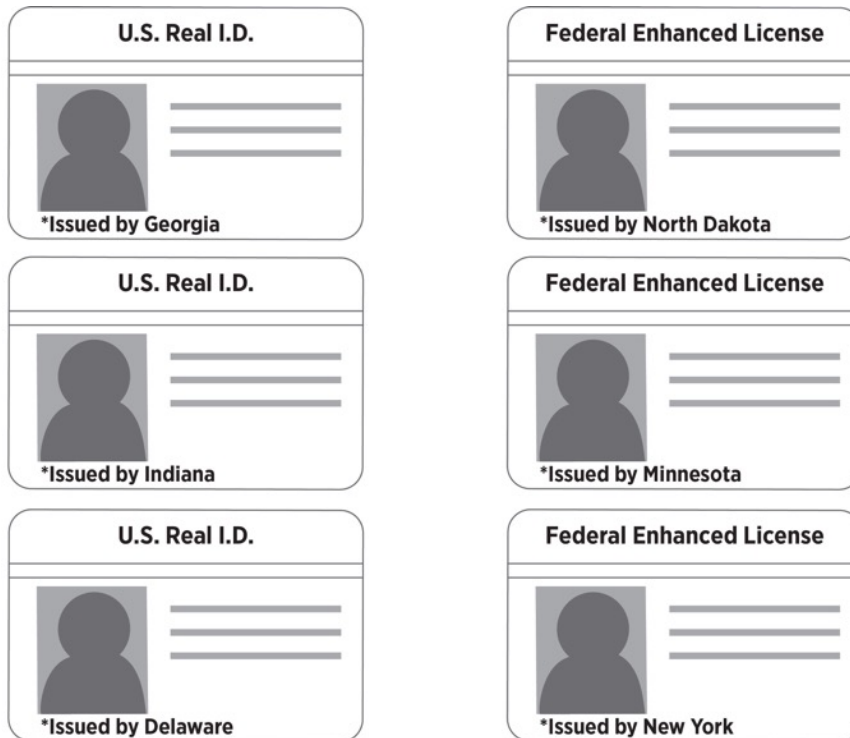 U.S. Real I.D.
*Issued by Georgia
Federal Enhanced License
*Issued by North Dakota
U.S. Real I.D.
*Issued by Indiana
Federal Enhanced License
*Issued by Minnesota
U.S. Real I.D.
*Issued by Delaware
Federal Enhanced License
*Issued by New York